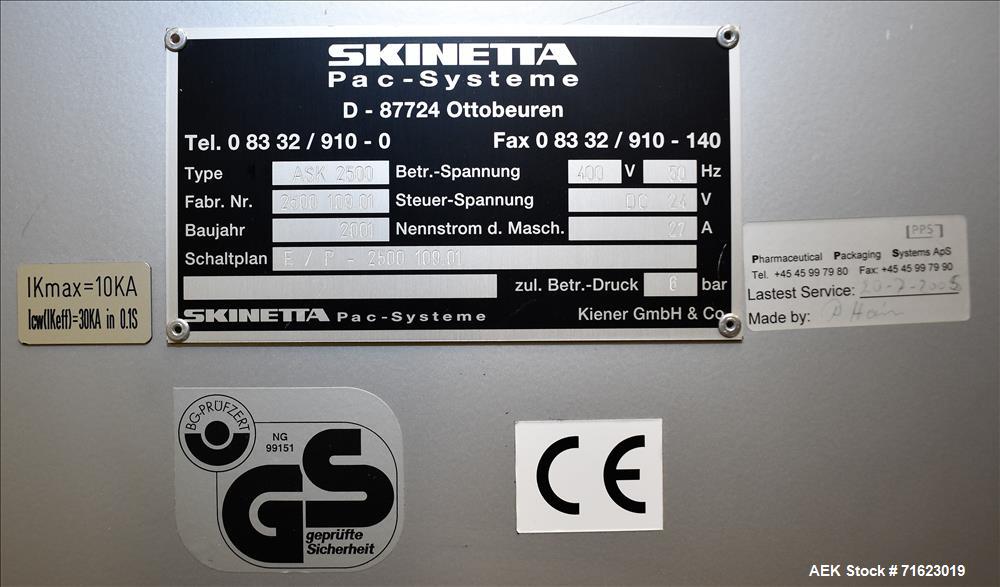 SKINETTA
Pac-Systeme
D - 87724 Ottobeuren
Tel. 0 83 32 / 910 - 0 Fax 0 83 32 / 910 - 140
Type ASK 2500 Betr.-Spannung 400 V 50 Hz
Fabr. Nr. 2500 109.01 Steuer-Spannung DC 24 V
Baujahr 2001 Nennstrom d. Masch. 27 A
Schaltplan E / P - 2500 109.01
zul. Betr.-Druck 6 bar
SKINETTA Pac-Systeme Kiener GmbH & Co
IKmax=10KA
Icw(IKeff)=30KA in 0.1S
PPS
Pharmaceutical Packaging Systems ApS
Tel. +45 45 99 79 80 Fax: +45 45 99 79 90
Lastest Service:
Made by:
BG-PRÜFZERT
NG
99151
GS
geprüfte
Sicherheit
CE
AEK Stock # 71623019